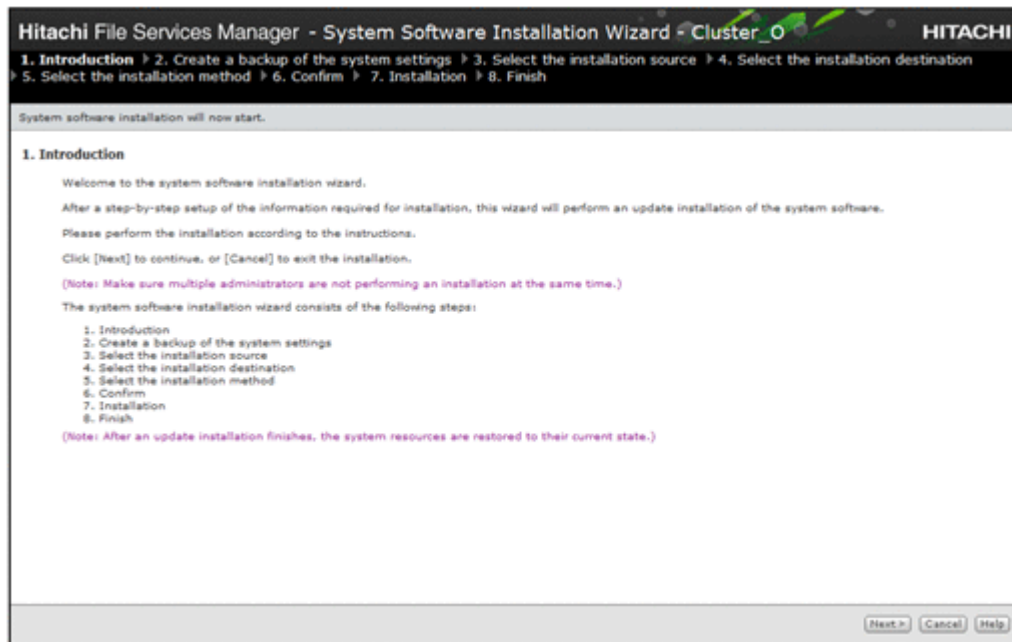 Hitachi File Services Manager - System Software Installation Wizard - Cluster_O HITACHI
1. Introduction 2. Create a backup of the system settings 3. Select the installation source 4. Select the installation destination
5. Select the installation method 6. Confirm 7. Installation 8. Finish
System software installation will now start.
1. Introduction
Welcome to the system software installation wizard.
After a step-by-step setup of the information required for installation, this wizard will perform an update installation of the system software.
Please perform the installation according to the instructions.
Click [Next] to continue, or [Cancel] to exit the installation.
(Note: Make sure multiple administrators are not performing an installation at the same time.)
The system software installation wizard consists of the following steps:
1. Introduction
2. Create a backup of the system settings
3. Select the installation source
4. Select the installation destination
5. Select the installation method
6. Confirm
7. Installation
8. Finish
(Note: After an update installation finishes, the system resources are restored to their current state.)
Next > Cancel Help